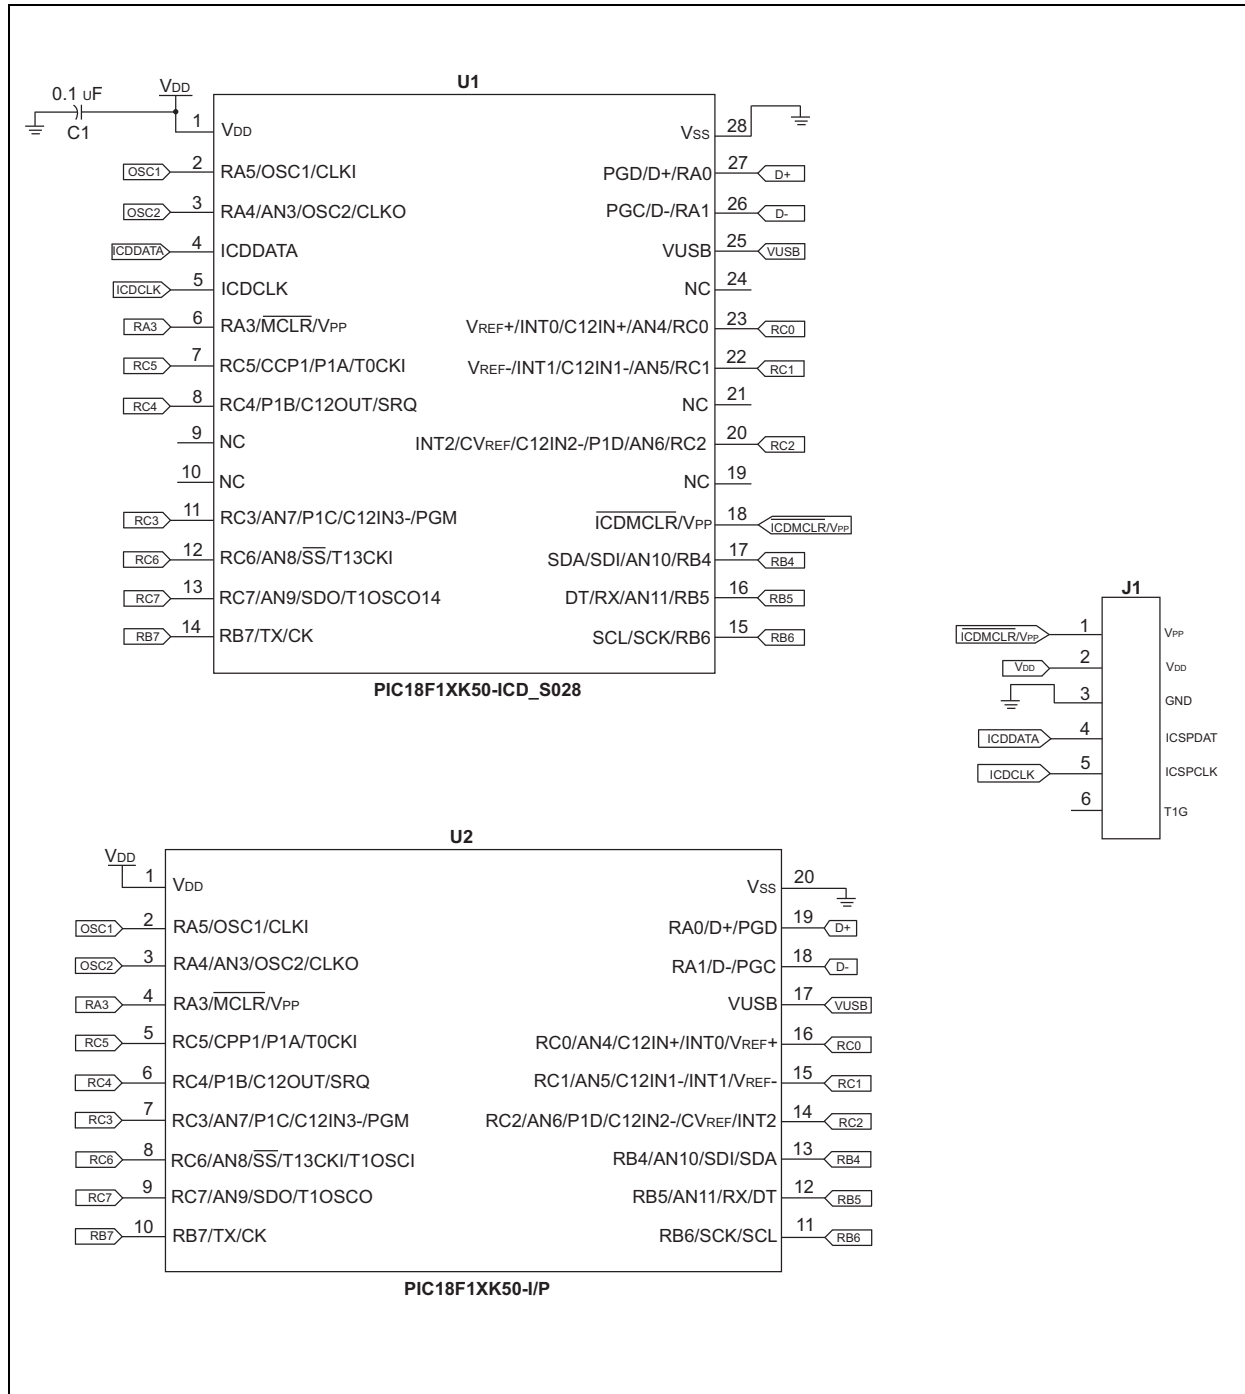 U1
0.1 uF
C1
VDD
1 VDD
OSC1 2 RA5/OSC1/CLKI
OSC2 3 RA4/AN3/OSC2/CLKO
ICDDATA 4 ICDDATA
ICDCLK 5 ICDCLK
RA3 6 RA3/MCLR/VPP
RC5 7 RC5/CCP1/P1A/T0CKI
RC4 8 RC4/P1B/C12OUT/SRQ
9 NC
10 NC
RC3 11 RC3/AN7/P1C/C12IN3-/PGM
RC6 12 RC6/AN8/SS/T13CKI
RC7 13 RC7/AN9/SDO/T1OSCO14
RB7 14 RB7/TX/CK
VSS 28
PGD/D+/RA0 27 D+
PGC/D-/RA1 26 D-
VUSB 25 VUSB
NC 24
VREF+/INT0/C12IN+/AN4/RC0 23 RC0
VREF-/INT1/C12IN1-/AN5/RC1 22 RC1
NC 21
INT2/CVREF/C12IN2-/P1D/AN6/RC2 20 RC2
NC 19
ICDMCLR/VPP 18 ICDMCLR/VPP
SDA/SDI/AN10/RB4 17 RB4
DT/RX/AN11/RB5 16 RB5
SCL/SCK/RB6 15 RB6
PIC18F1XK50-ICD_S028
J1
ICDMCLR/VPP 1 VPP
VDD 2 VDD
3 GND
ICDDATA 4 ICSPDAT
ICDCLK 5 ICSPCLK
6 T1G
U2
VDD
1 VDD
OSC1 2 RA5/OSC1/CLKI
OSC2 3 RA4/AN3/OSC2/CLKO
RA3 4 RA3/MCLR/VPP
RC5 5 RC5/CPP1/P1A/T0CKI
RC4 6 RC4/P1B/C12OUT/SRQ
RC3 7 RC3/AN7/P1C/C12IN3-/PGM
RC6 8 RC6/AN8/SS/T13CKI/T1OSCI
RC7 9 RC7/AN9/SDO/T1OSCO
RB7 10 RB7/TX/CK
VSS 20
RA0/D+/PGD 19 D+
RA1/D-/PGC 18 D-
VUSB 17 VUSB
RC0/AN4/C12IN+/INT0/VREF+ 16 RC0
RC1/AN5/C12IN1-/INT1/VREF- 15 RC1
RC2/AN6/P1D/C12IN2-/CVREF/INT2 14 RC2
RB4/AN10/SDI/SDA 13 RB4
RB5/AN11/RX/DT 12 RB5
RB6/SCK/SCL 11 RB6
PIC18F1XK50-I/P